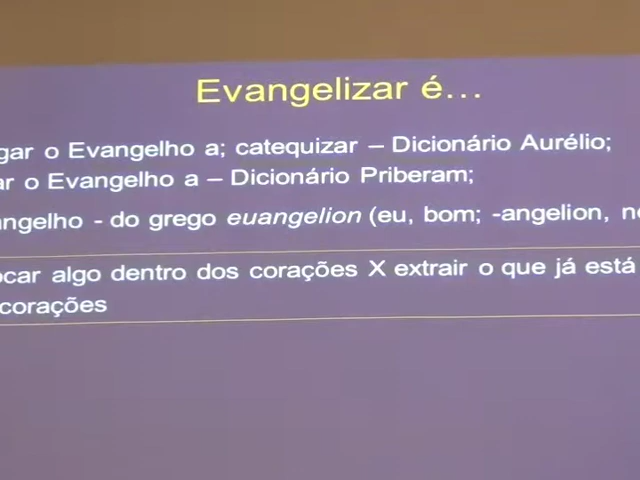 Evangelizar é...
gar o Evangelho a; catequizar – Dicionário Aurélio;
ar o Evangelho a – Dicionário Priberam;
angelho - do grego euangelion (eu, bom; -angelion, no
ocar algo dentro dos corações X extrair o que já está
corações